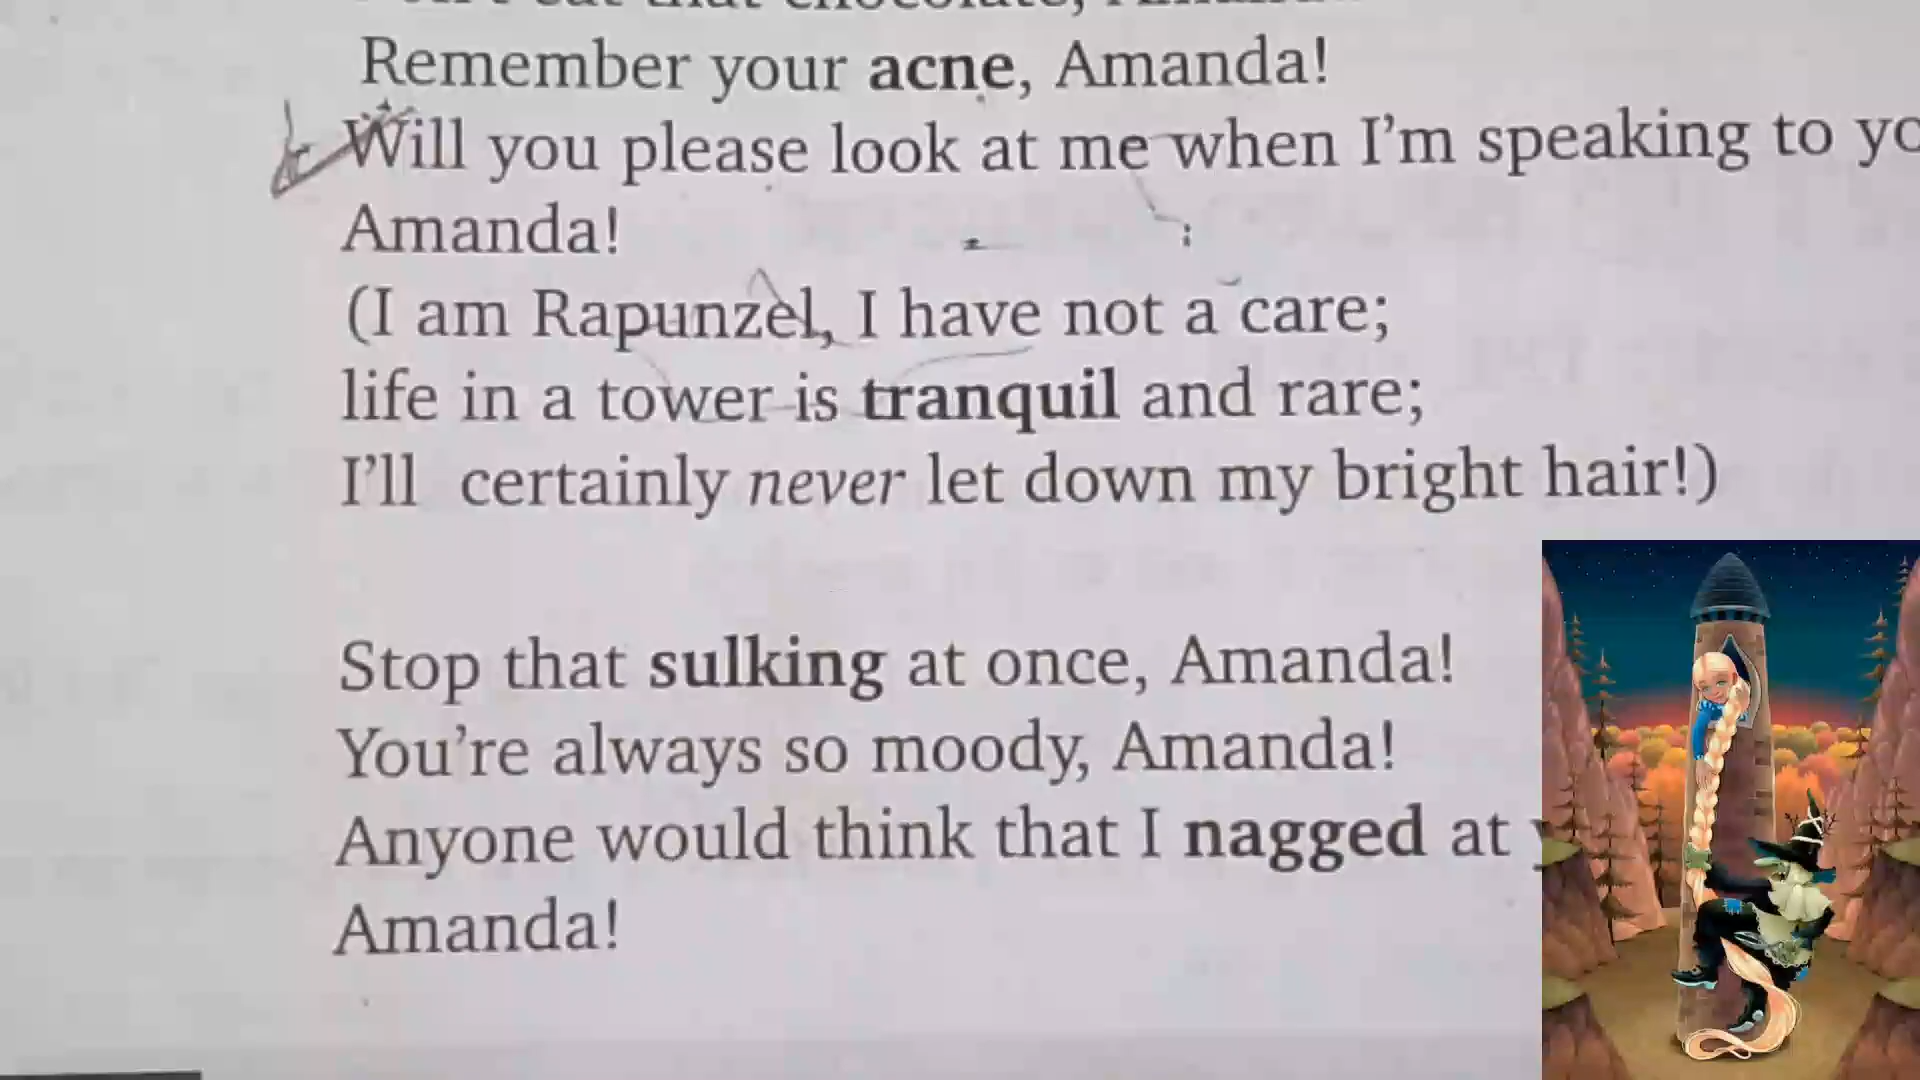 Remember your acne, Amanda!
Will you please look at me when I'm speaking to
Amanda!
(I am Rapunzel, I have not a care;
life in a tower is tranquil and rare;
I'll certainly never let down my bright hair!)
Stop that sulking at once, Amanda!
You're always so moody, Amanda!
Anyone would think that I nagged at
Amanda!